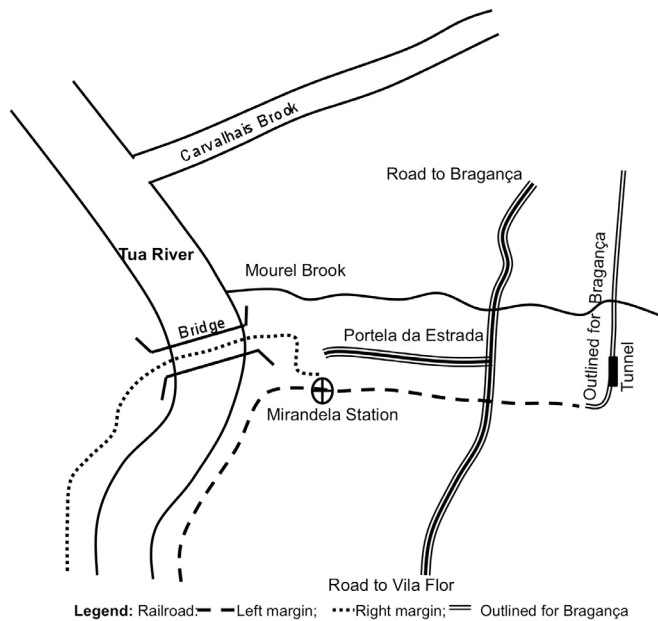 Carvalhais Brook
Road to Bragança
Tua River
Mourel Brook
Outlined for Bragança
Bridge
Portela da Estrada
Tunnel
Mirandela Station
Road to Vila Flor
Legend: Railroad: Left margin; Right margin; Outlined for Bragança